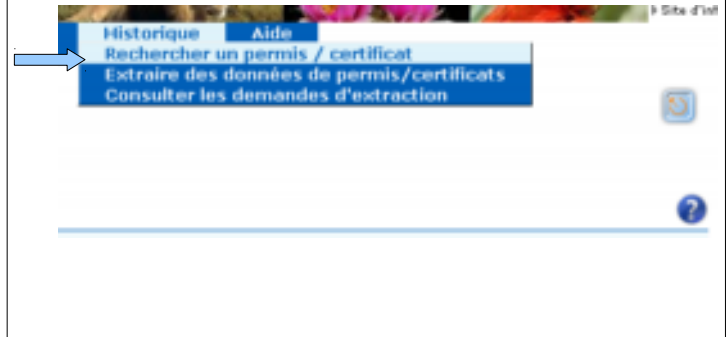 Site d'inf
Historique Aide
Rechercher un permis / certificat
Extraire des données de permis/certificats
Consulter les demandes d'extraction
?